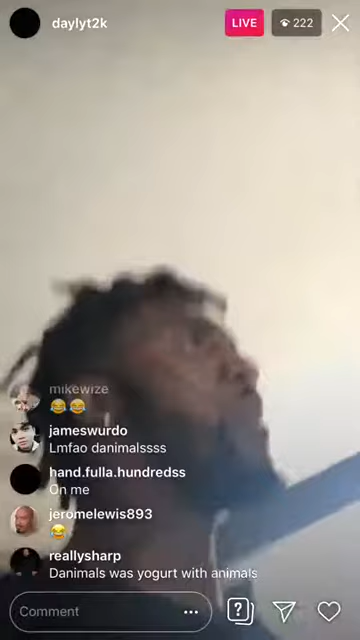 daylyt2k
LIVE
222
mikewize
😂😂
jameswurdo
Lmfao danimalssss
hand.fulla.hundredss
On me
jeromelewis893
😂
reallysharp
Danimals was yogurt with animals
Comment